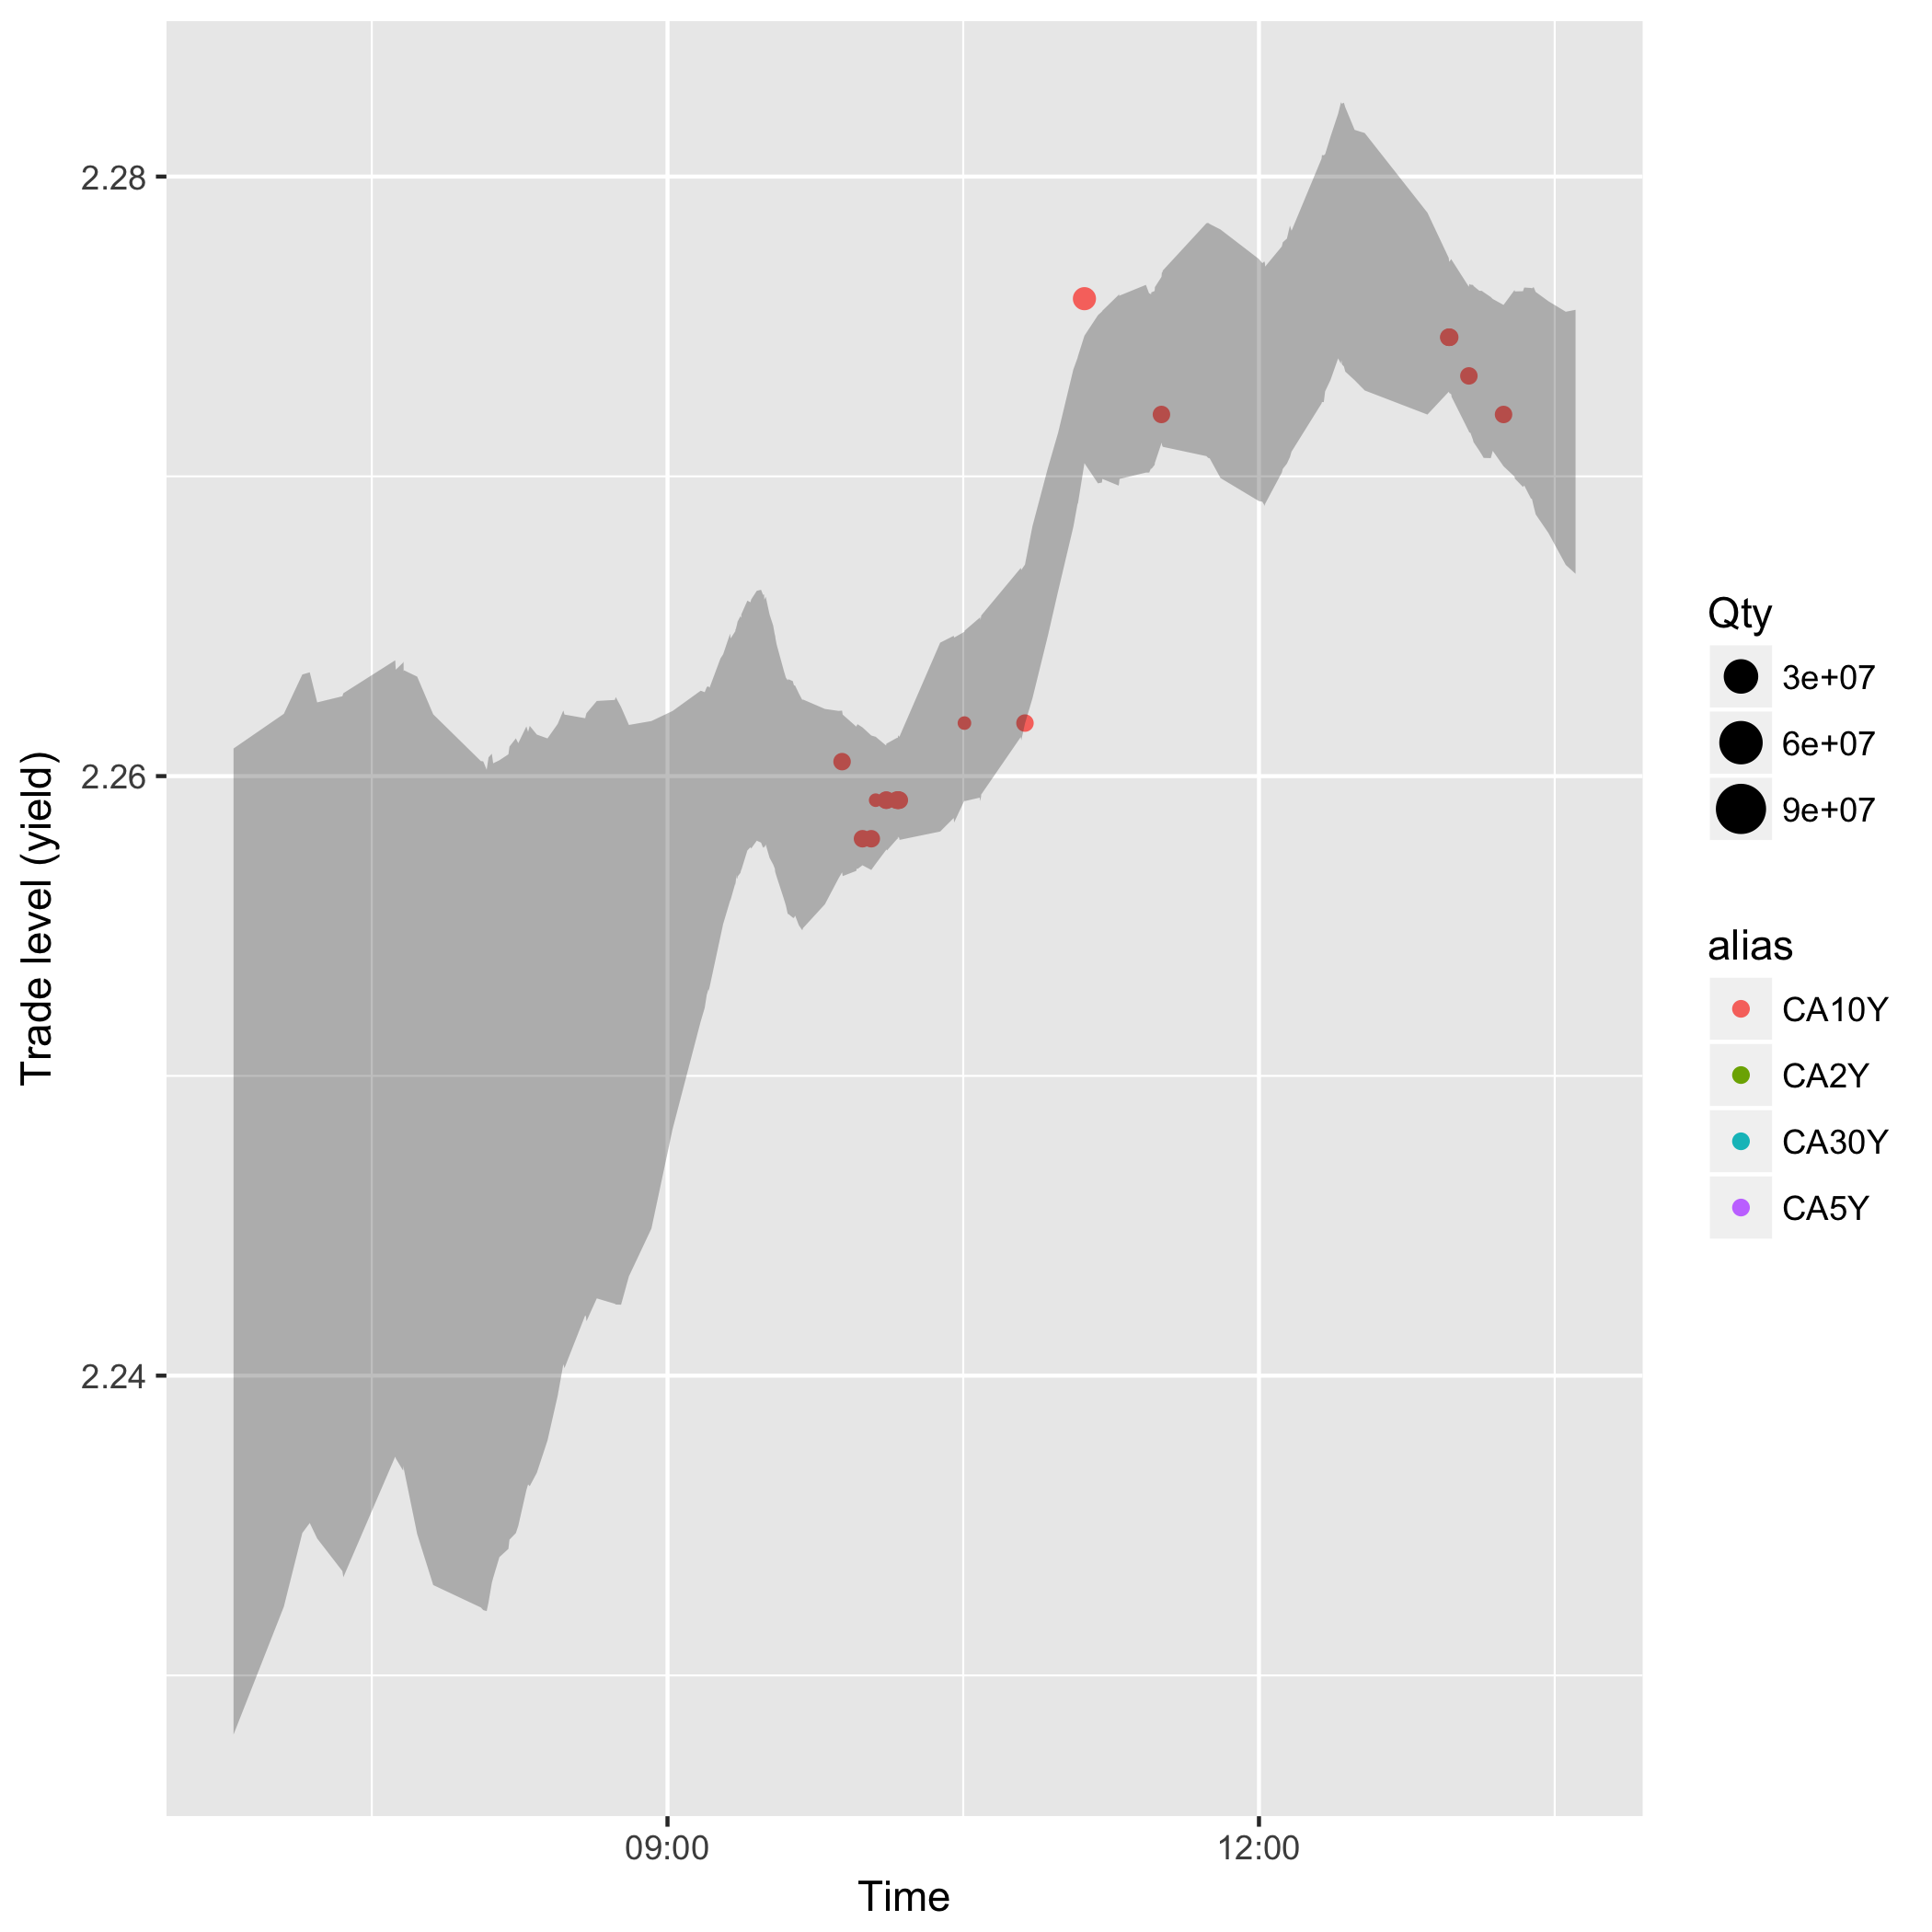 2.28
2.26
2.24
Trade level (yield)
09:00
12:00
Time
Qty
3e+07
6e+07
9e+07
alias
CA10Y
CA2Y
CA30Y
CA5Y